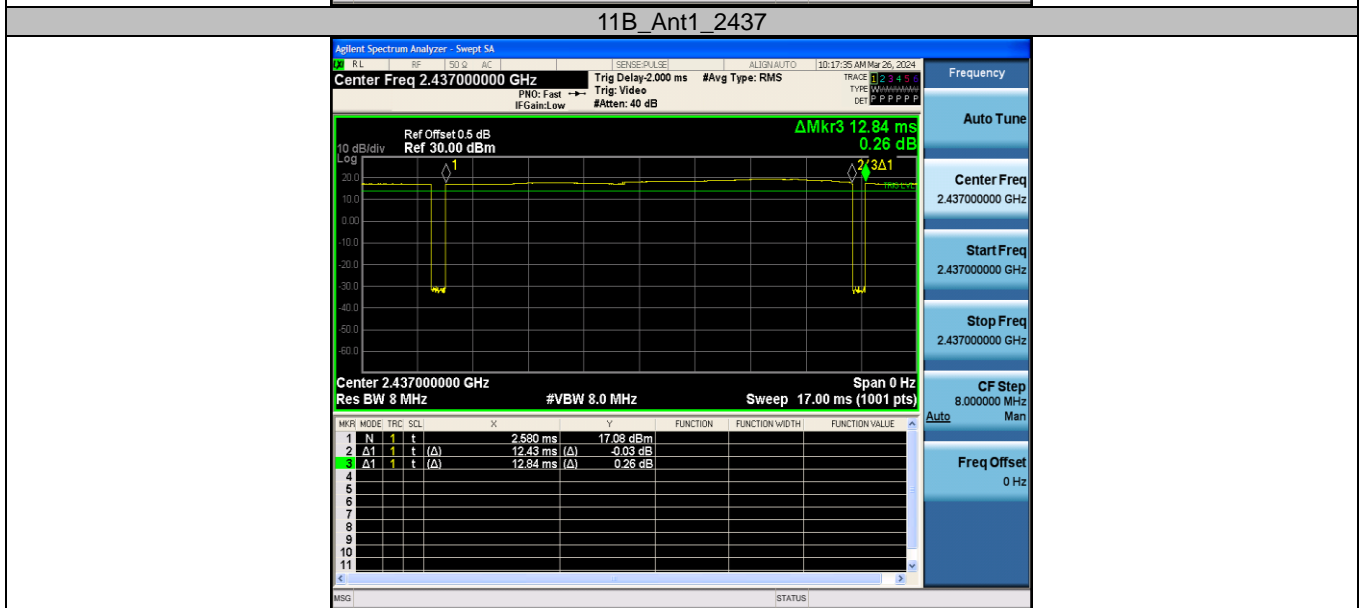 11B_Ant1_2437
Agilent Spectrum Analyzer - Swept SA
RL RF 50 Ω AC SENSE:PULSE ALIGNAUTO 10:17:35 AM Mar 26, 2024
Center Freq 2.437000000 GHz
PNO: Fast
IFGain:Low
Trig Delay-2.000 ms
Trig: Video
#Atten: 40 dB
#Avg Type: RMS
TRACE 1 2 3 4 5 6
TYPE
DET P P P P P P
Ref Offset 0.5 dB
10 dB/div Ref 30.00 dBm
Log
ΔMkr3 12.84 ms
0.26 dB
1
2 3Δ1
TRIG LVL
20.0
10.0
0.00
-10.0
-20.0
-30.0
-40.0
-50.0
-60.0
Center 2.437000000 GHz Span 0 Hz
Res BW 8 MHz #VBW 8.0 MHz Sweep 17.00 ms (1001 pts)
MKR MODE TRC SCL X Y FUNCTION FUNCTION WIDTH FUNCTION VALUE
1 N 1 t 2.580 ms 17.08 dBm
2 Δ1 1 t (Δ) 12.43 ms (Δ) -0.03 dB
3 Δ1 1 t (Δ) 12.84 ms (Δ) 0.26 dB
4
5
6
7
8
9
10
11
MSG STATUS
Frequency
Auto Tune
Center Freq
2.437000000 GHz
Start Freq
2.437000000 GHz
Stop Freq
2.437000000 GHz
CF Step
8.000000 MHz
Auto Man
Freq Offset
0 Hz